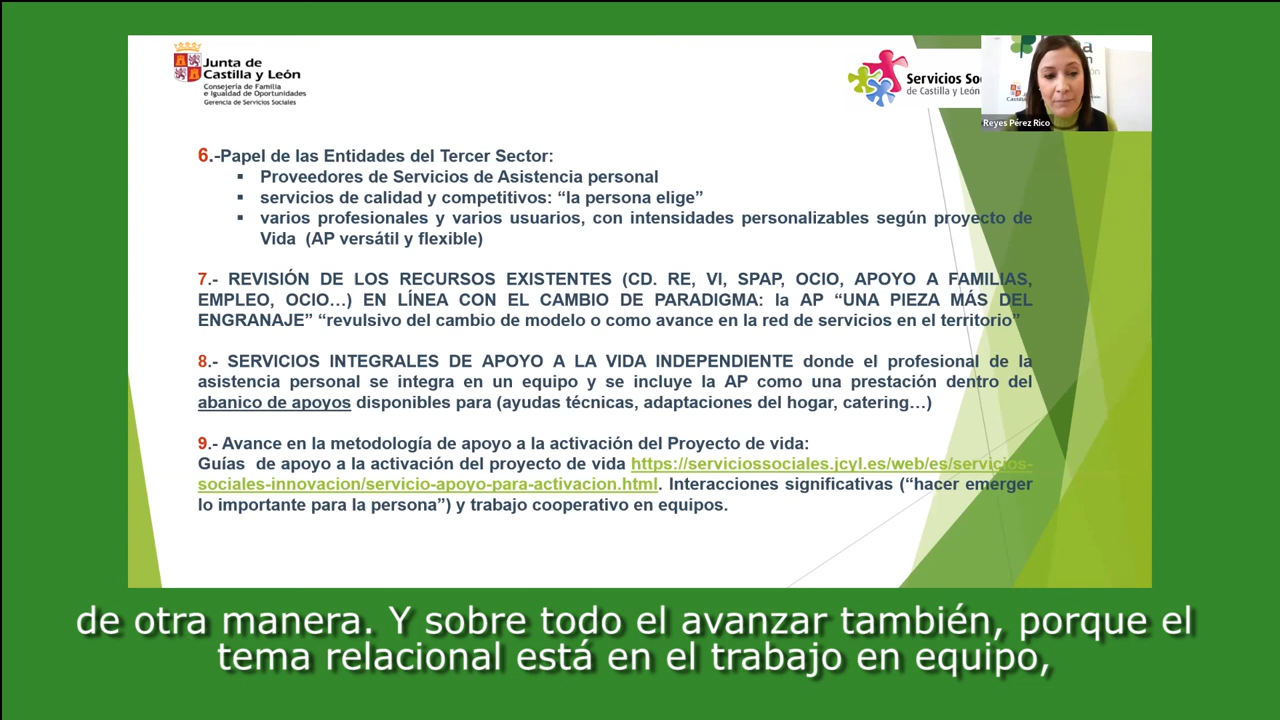 Junta de
Castilla y León
Consejería de Familia
e Igualdad de Oportunidades
Gerencia de Servicios Sociales
Servicios Soc
de Castilla y León
Reyes Pérez Rico
6.-Papel de las Entidades del Tercer Sector:
▪ Proveedores de Servicios de Asistencia personal
▪ servicios de calidad y competitivos: “la persona elige”
▪ varios profesionales y varios usuarios, con intensidades personalizables según proyecto de
Vida (AP versátil y flexible)
7.- REVISIÓN DE LOS RECURSOS EXISTENTES (CD. RE, VI, SPAP, OCIO, APOYO A FAMILIAS,
EMPLEO, OCIO…) EN LÍNEA CON EL CAMBIO DE PARADIGMA: la AP “UNA PIEZA MÁS DEL
ENGRANAJE” “revulsivo del cambio de modelo o como avance en la red de servicios en el territorio”
8.- SERVICIOS INTEGRALES DE APOYO A LA VIDA INDEPENDIENTE donde el profesional de la
asistencia personal se integra en un equipo y se incluye la AP como una prestación dentro del
abanico de apoyos disponibles para (ayudas técnicas, adaptaciones del hogar, catering…)
9.- Avance en la metodología de apoyo a la activación del Proyecto de vida:
Guías de apoyo a la activación del proyecto de vida https://serviciossociales.jcyl.es/web/es/servicios-
sociales-innovacion/servicio-apoyo-para-activacion.html. Interacciones significativas (“hacer emerger
lo importante para la persona”) y trabajo cooperativo en equipos.
de otra manera. Y sobre todo el avanzar también, porque el
tema relacional está en el trabajo en equipo,